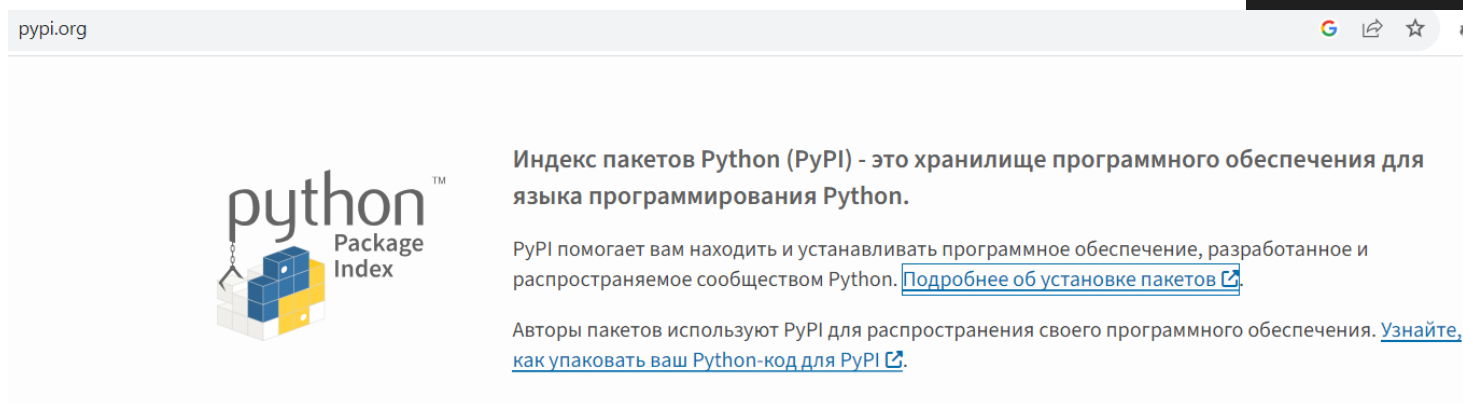 pypi.org
python™
Package
Index
Индекс пакетов Python (PyPI) - это хранилище программного обеспечения для
языка программирования Python.
PyPI помогает вам находить и устанавливать программное обеспечение, разработанное и
распространяемое сообществом Python. Подробнее об установке пакетов.
Авторы пакетов используют PyPI для распространения своего программного обеспечения. Узнайте,
как упаковать ваш Python-код для PyPI.